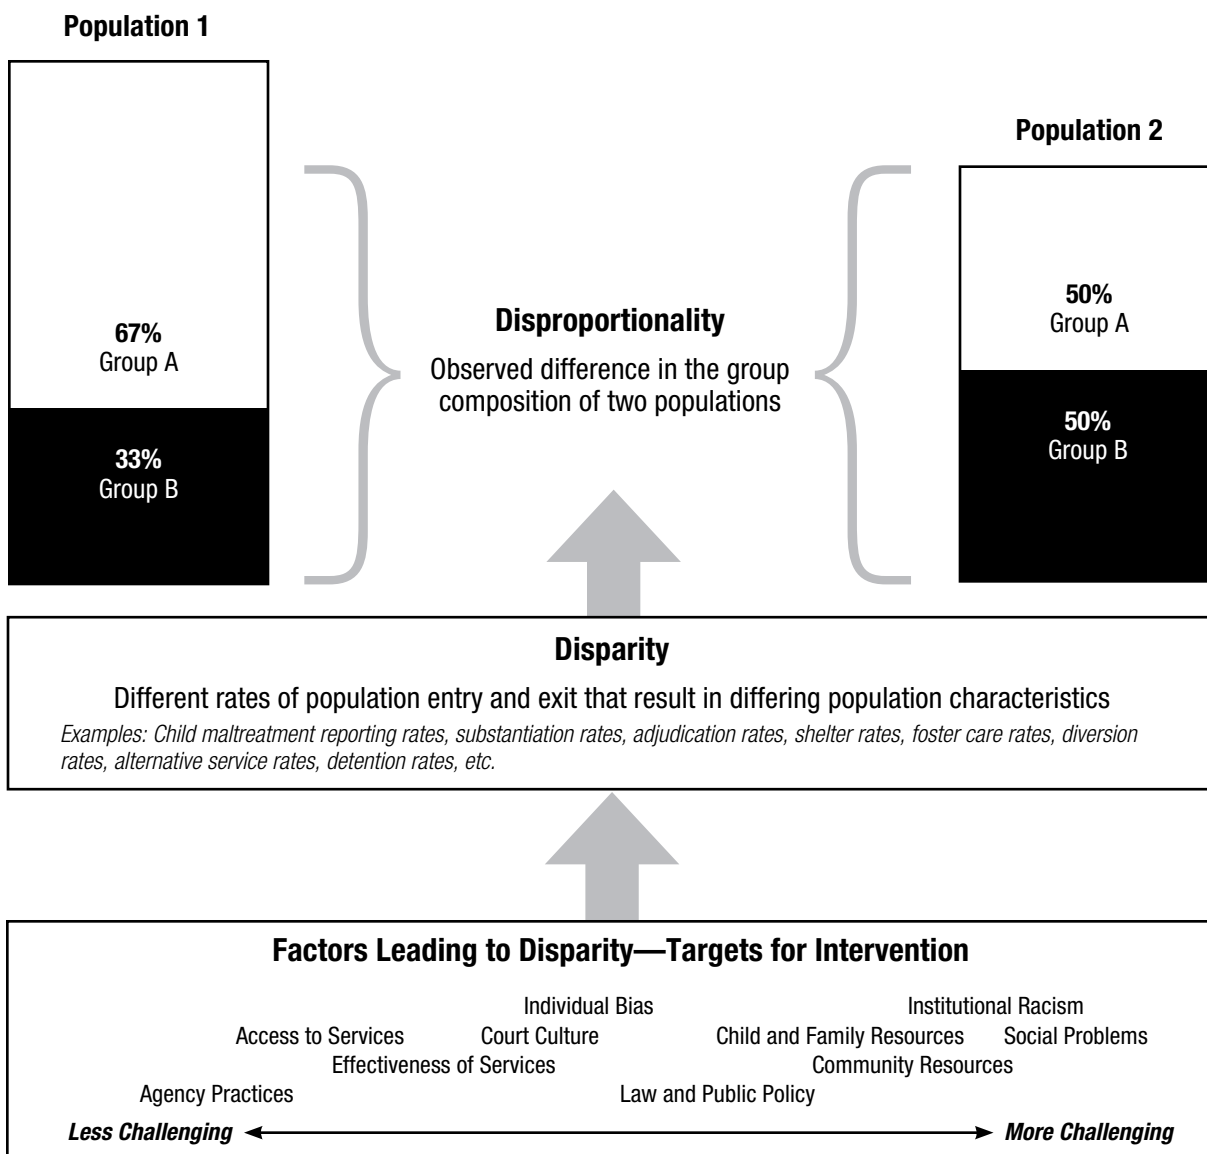 Population 1
Population 2
67%
Group A
33%
Group B
Disproportionality
Observed difference in the group
composition of two populations
50%
Group A
50%
Group B
Disparity
Different rates of population entry and exit that result in differing population characteristics
Examples: Child maltreatment reporting rates, substantiation rates, adjudication rates, shelter rates, foster care rates, diversion
rates, alternative service rates, detention rates, etc.
Factors Leading to Disparity—Targets for Intervention
Individual Bias Institutional Racism
Access to Services Court Culture Child and Family Resources Social Problems
Effectiveness of Services Community Resources
Agency Practices Law and Public Policy
Less Challenging More Challenging